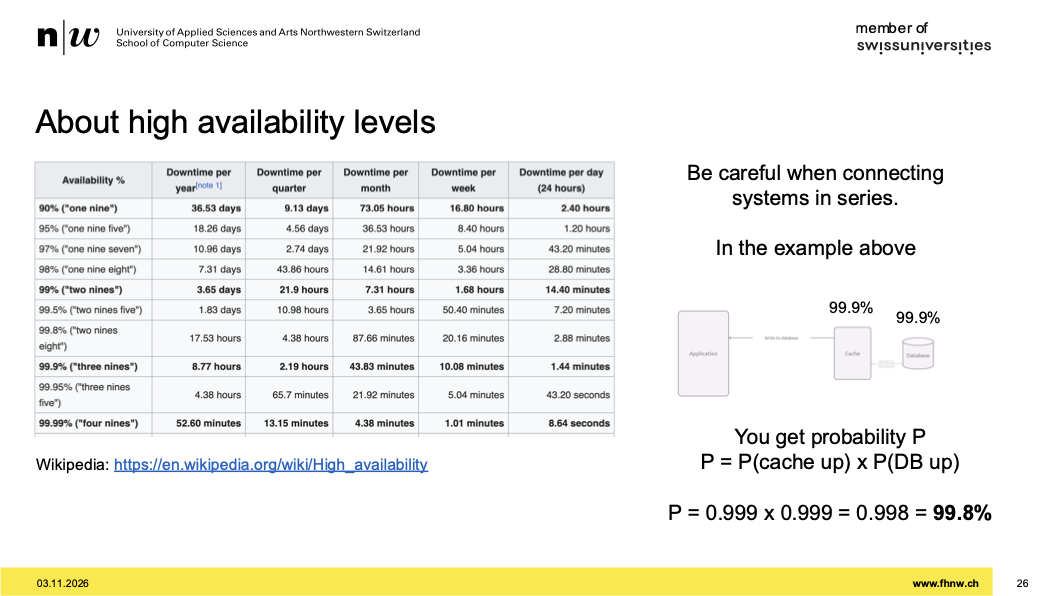 n|w University of Applied Sciences and Arts Northwestern Switzerland
School of Computer Science
member of
swissuniversities
About high availability levels
Availability % Downtime per year[note 1] Downtime per quarter Downtime per month Downtime per week Downtime per day (24 hours)
90% ("one nine") 36.53 days 9.13 days 73.05 hours 16.80 hours 2.40 hours
95% ("one nine five") 18.26 days 4.56 days 36.53 hours 8.40 hours 1.20 hours
97% ("one nine seven") 10.96 days 2.74 days 21.92 hours 5.04 hours 43.20 minutes
98% ("one nine eight") 7.31 days 43.86 hours 14.61 hours 3.36 hours 28.80 minutes
99% ("two nines") 3.65 days 21.9 hours 7.31 hours 1.68 hours 14.40 minutes
99.5% ("two nines five") 1.83 days 10.98 hours 3.65 hours 50.40 minutes 7.20 minutes
99.8% ("two nines eight") 17.53 hours 4.38 hours 87.66 minutes 20.16 minutes 2.88 minutes
99.9% ("three nines") 8.77 hours 2.19 hours 43.83 minutes 10.08 minutes 1.44 minutes
99.95% ("three nines five") 4.38 hours 65.7 minutes 21.92 minutes 5.04 minutes 43.20 seconds
99.99% ("four nines") 52.60 minutes 13.15 minutes 4.38 minutes 1.01 minutes 8.64 seconds
Wikipedia: https://en.wikipedia.org/wiki/High_availability
Be careful when connecting
systems in series.
In the example above
99.9%
99.9%
Application
Write to database
Cache
Database
You get probability P
P = P(cache up) x P(DB up)
P = 0.999 x 0.999 = 0.998 = 99.8%
03.11.2026
www.fhnw.ch
26